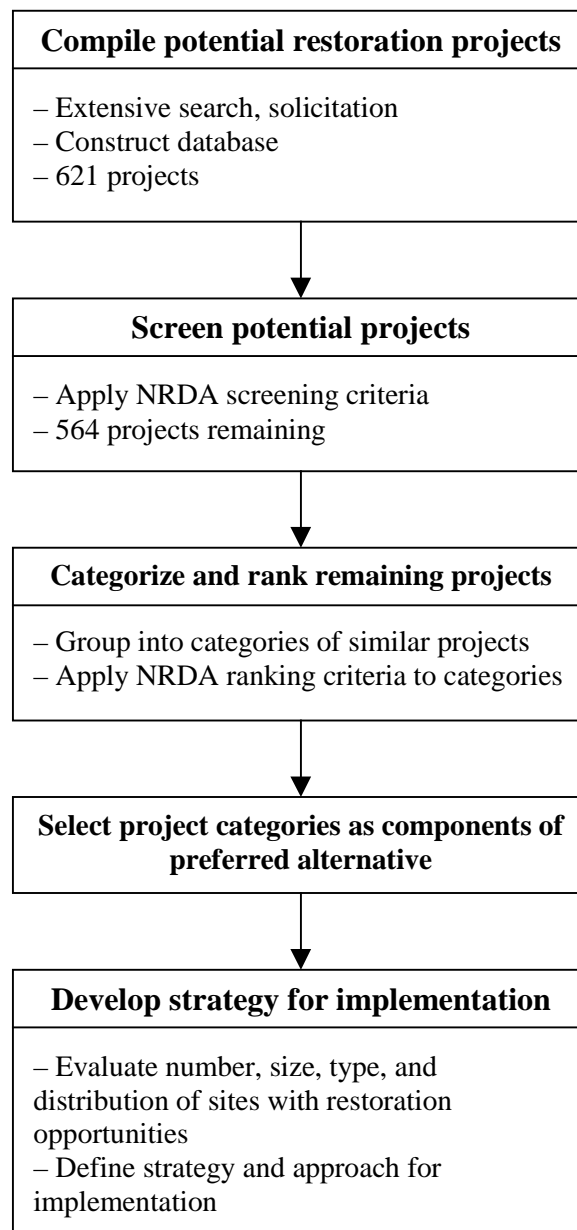 Compile potential restoration projects
– Extensive search, solicitation
– Construct database
– 621 projects
Screen potential projects
– Apply NRDA screening criteria
– 564 projects remaining
Categorize and rank remaining projects
– Group into categories of similar projects
– Apply NRDA ranking criteria to categories
Select project categories as components of
preferred alternative
Develop strategy for implementation
– Evaluate number, size, type, and
distribution of sites with restoration
opportunities
– Define strategy and approach for
implementation